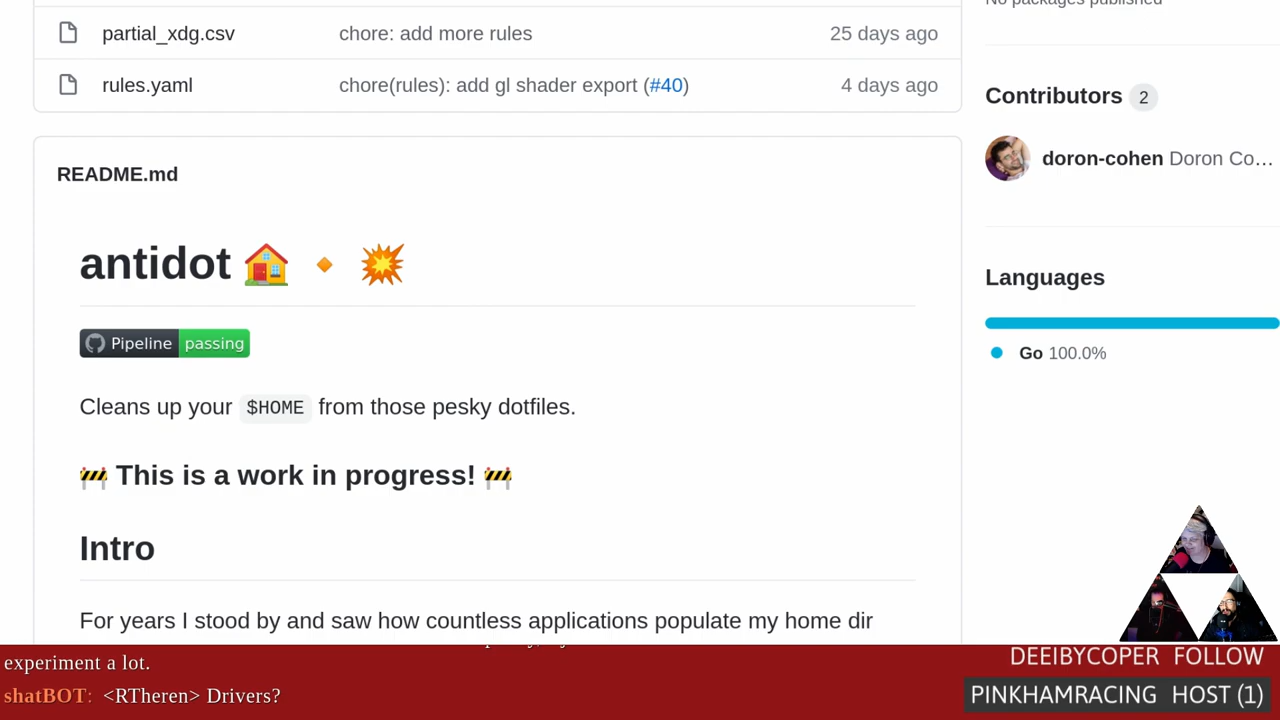 No packages published
partial_xdg.csv chore: add more rules 25 days ago
rules.yaml chore(rules): add gl shader export (#40) 4 days ago
Contributors 2
doron-cohen Doron Co...
README.md
antidot
Pipeline passing
Languages
Go 100.0%
Cleans up your $HOME from those pesky dotfiles.
This is a work in progress!
Intro
For years I stood by and saw how countless applications populate my home dir
experiment a lot.
shatBOT: <RTheren> Drivers?
DEEIBYCOPER FOLLOW
PINKHAMRACING HOST (1)